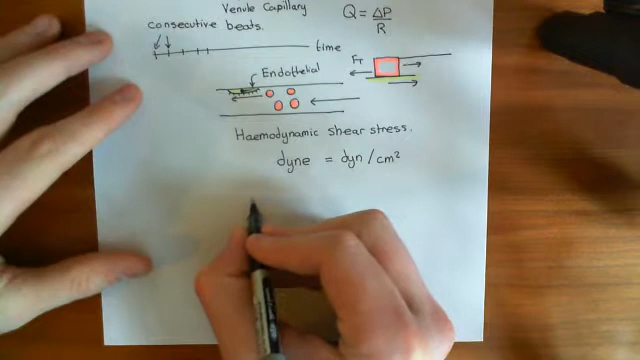 Venule Capillary
consecutive beats.
Q = ΔP
R
time
Endothelial
Fr
Haemodynamic shear stress.
dyne = dyn/cm²